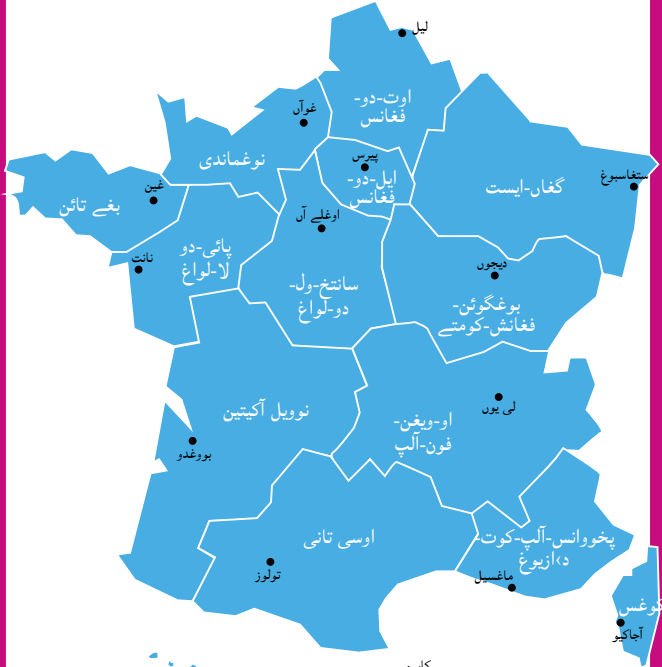 لیل
اوت-دو-
فغانس
غوآں
نوغماندی
پیرس
ایل-دو-
فغانس
گغاں-ایست
ستغاسبوغ
غین
بغے تائن
اوغلے آں
پائی-دو
لا-لواغ
نانت
دیجوں
سانتخ-ول-
دو-لواغ
بوغگوئن-
فغانش-کومتے
نوویل آکیتین
لی یوں
او-ویغن-
غون-آلپ
بووغدو
اوسی تانی
تولوز
پخووانس-آلپ-کوت-
د›ازیوغ
ماغسیل
کوغس
آجاکیو